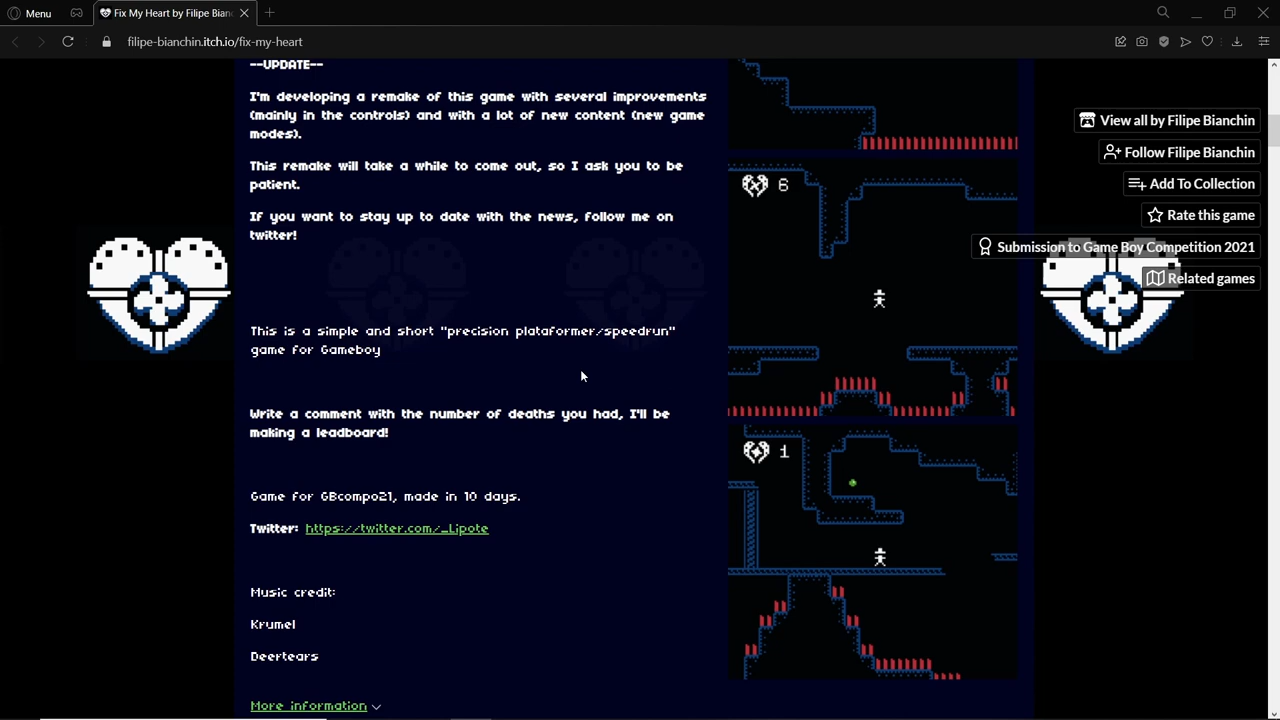 Menu
Fix My Heart by Filipe Bian
filipe-bianchin.itch.io/fix-my-heart
--UPDATE--
I'm developing a remake of this game with several improvements
(mainly in the controls) and with a lot of new content (new game
modes).
This remake will take a while to come out, so I ask you to be
patient.
If you want to stay up to date with the news, follow me on
twitter!
This is a simple and short "precision plataformer/speedrun"
game for Gameboy
Write a comment with the number of deaths you had, I'll be
making a leadboard!
Game for GBcompo21, made in 10 days.
Twitter: https://twitter.com/_Lipote
Music credit:
Krumel
Deertears
More information
6
1
View all by Filipe Bianchin
Follow Filipe Bianchin
Add To Collection
Rate this game
Submission to Game Boy Competition 2021
Related games